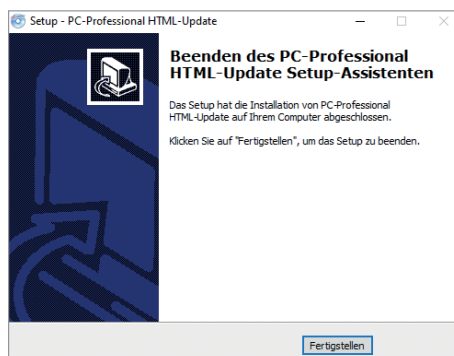 Setup - PC-Professional HTML-Update
Beenden des PC-Professional
HTML-Update Setup-Assistenten
Das Setup hat die Installation von PC-Professional
HTML-Update auf Ihrem Computer abgeschlossen.
Klicken Sie auf "Fertigstellen", um das Setup zu beenden.
Fertigstellen